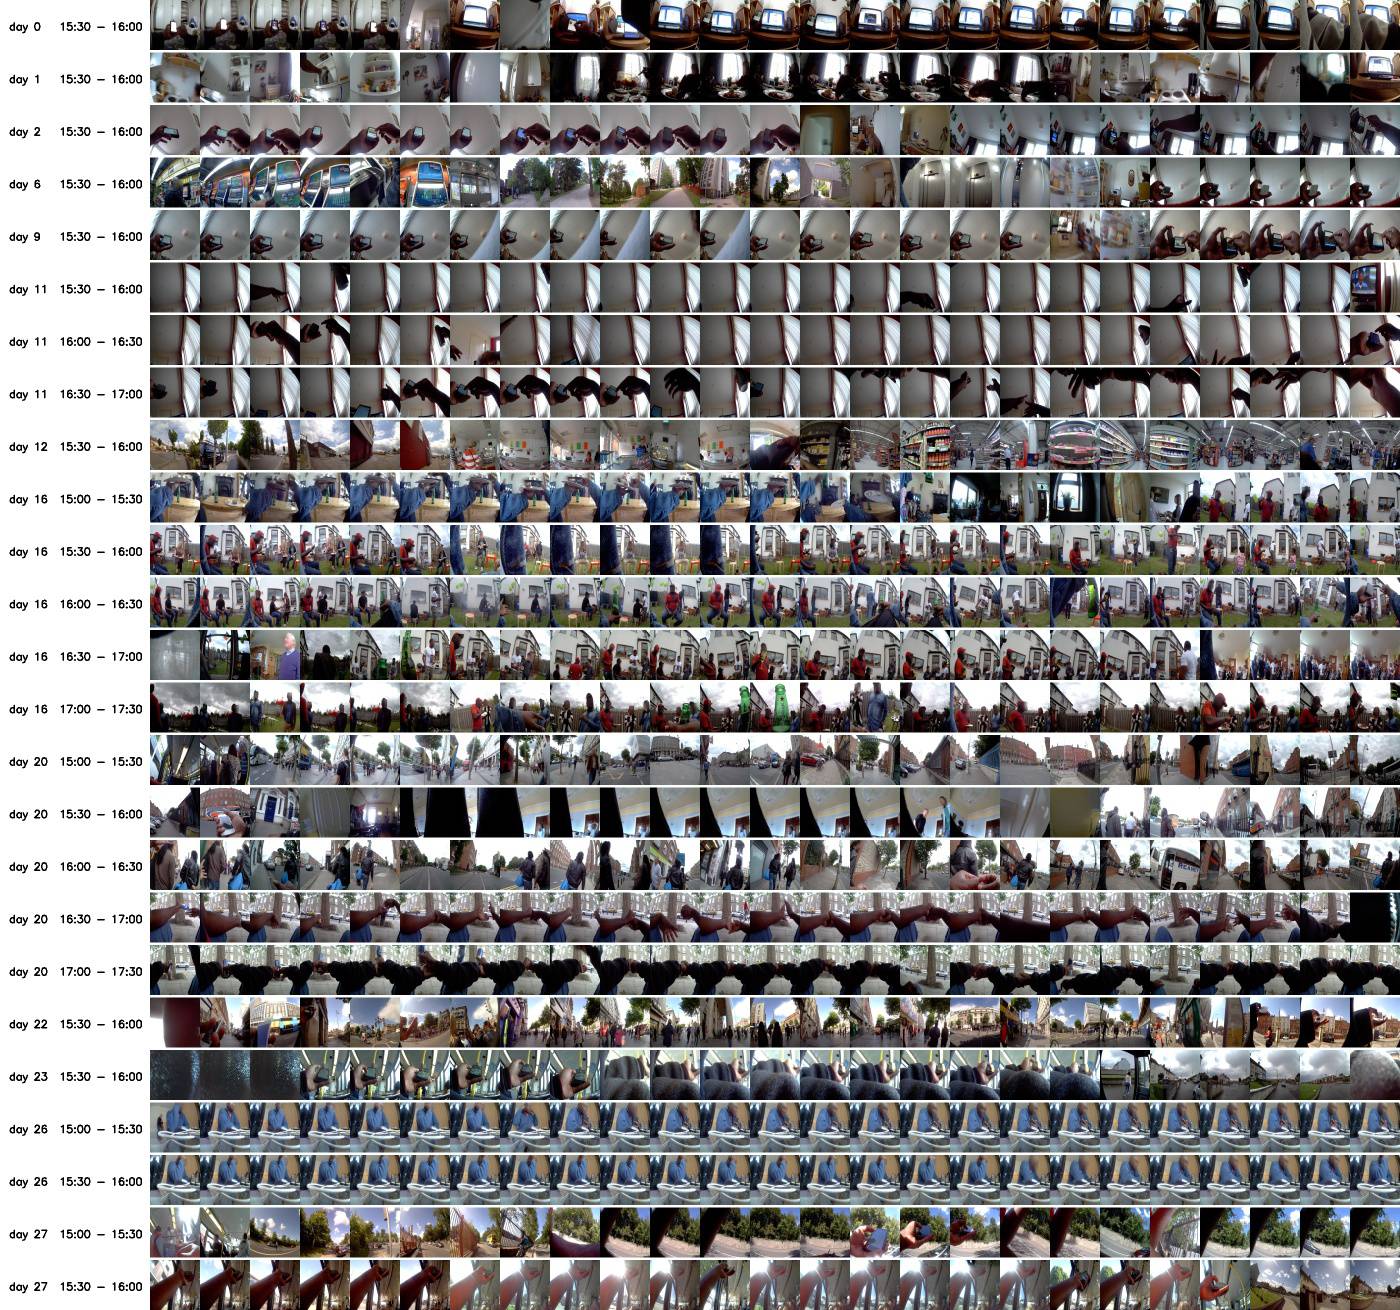 day 0 15:30 – 16:00
day 1 15:30 – 16:00
day 2 15:30 – 16:00
day 6 15:30 – 16:00
day 9 15:30 – 16:00
day 11 15:30 – 16:00
day 11 16:00 – 16:30
day 11 16:30 – 17:00
day 12 15:30 – 16:00
day 16 15:00 – 15:30
day 16 15:30 – 16:00
day 16 16:00 – 16:30
day 16 16:30 – 17:00
day 16 17:00 – 17:30
day 20 15:00 – 15:30
day 20 15:30 – 16:00
day 20 16:00 – 16:30
day 20 16:30 – 17:00
day 20 17:00 – 17:30
day 22 15:30 – 16:00
day 23 15:30 – 16:00
day 26 15:00 – 15:30
day 26 15:30 – 16:00
day 27 15:00 – 15:30
day 27 15:30 – 16:00